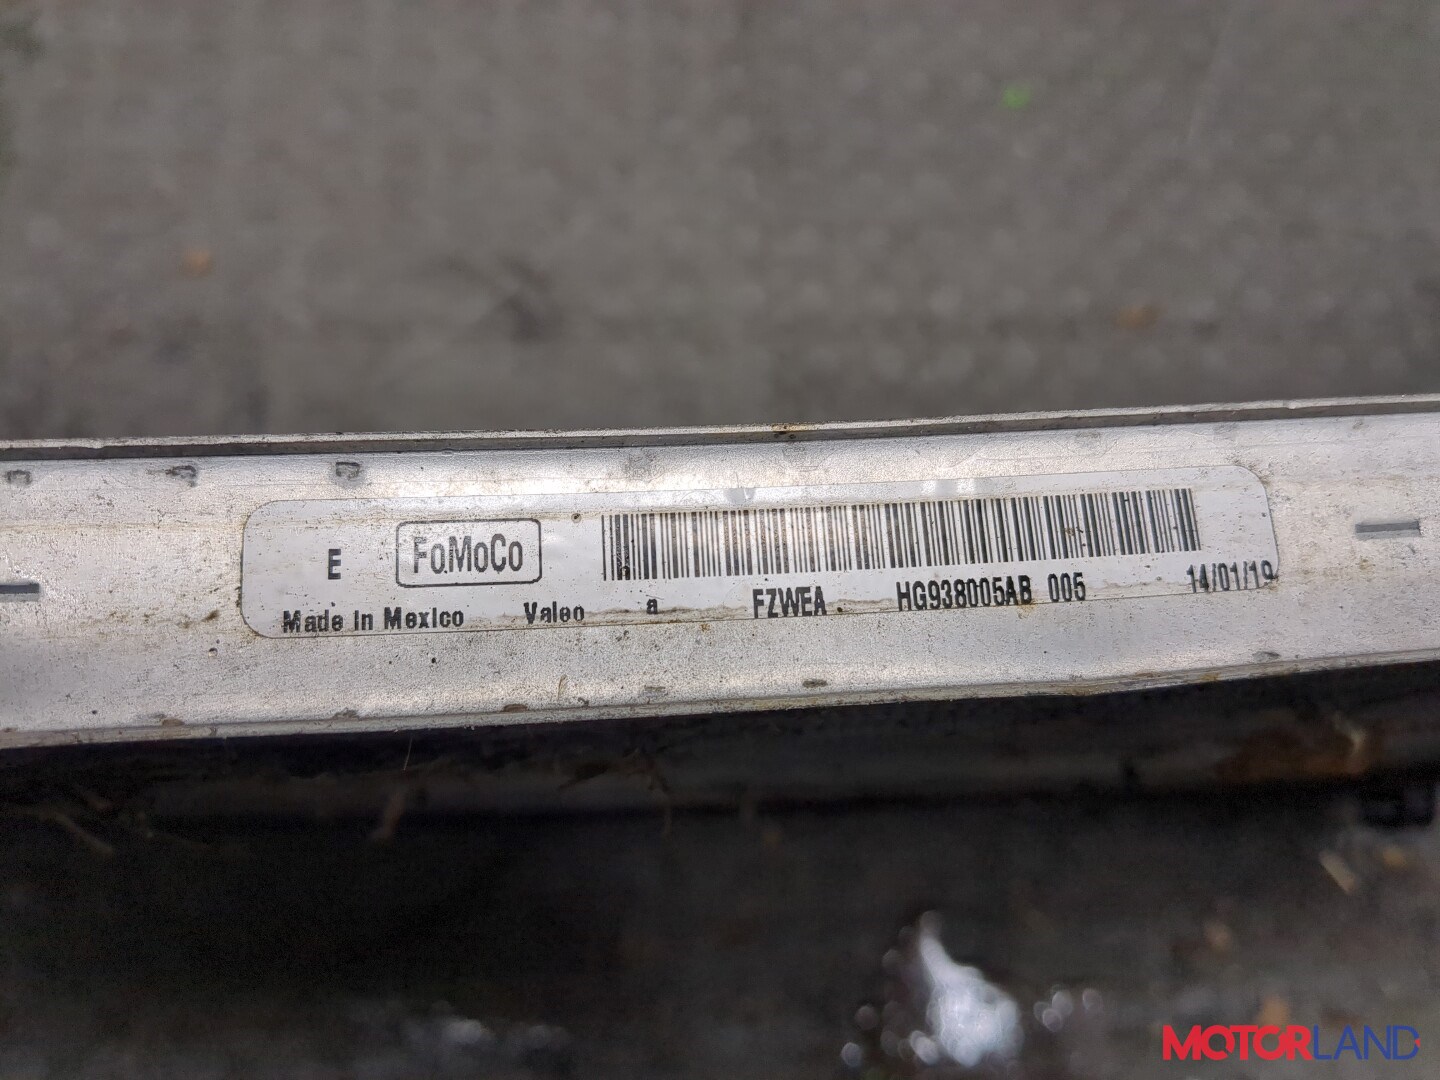 E FoMoCo
Made In Mexico Valeo a FZWEA HG938005AB 005 14/01/19
MOTORLAND